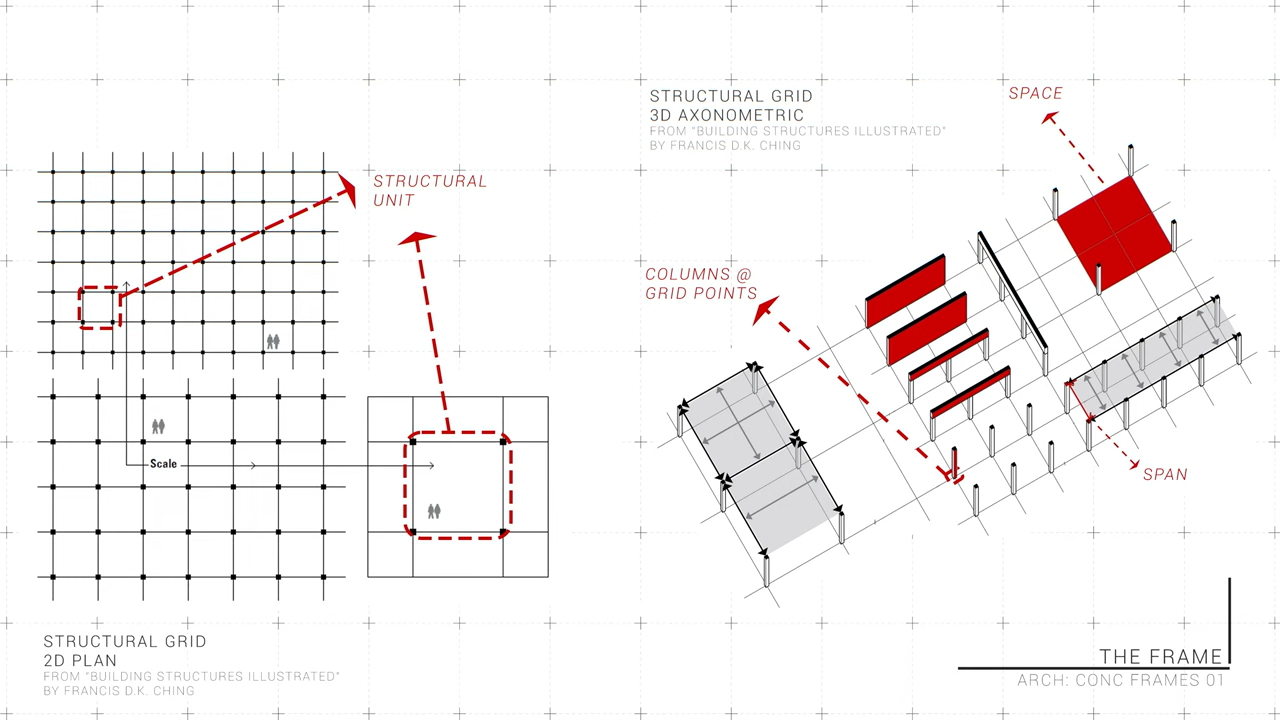 STRUCTURAL
UNIT
Scale
STRUCTURAL GRID
2D PLAN
FROM "BUILDING STRUCTURES ILLUSTRATED"
BY FRANCIS D.K. CHING
STRUCTURAL GRID
3D AXONOMETRIC
FROM "BUILDING STRUCTURES ILLUSTRATED"
BY FRANCIS D.K. CHING
SPACE
COLUMNS @
GRID POINTS
SPAN
THE FRAME
ARCH: CONC FRAMES 01